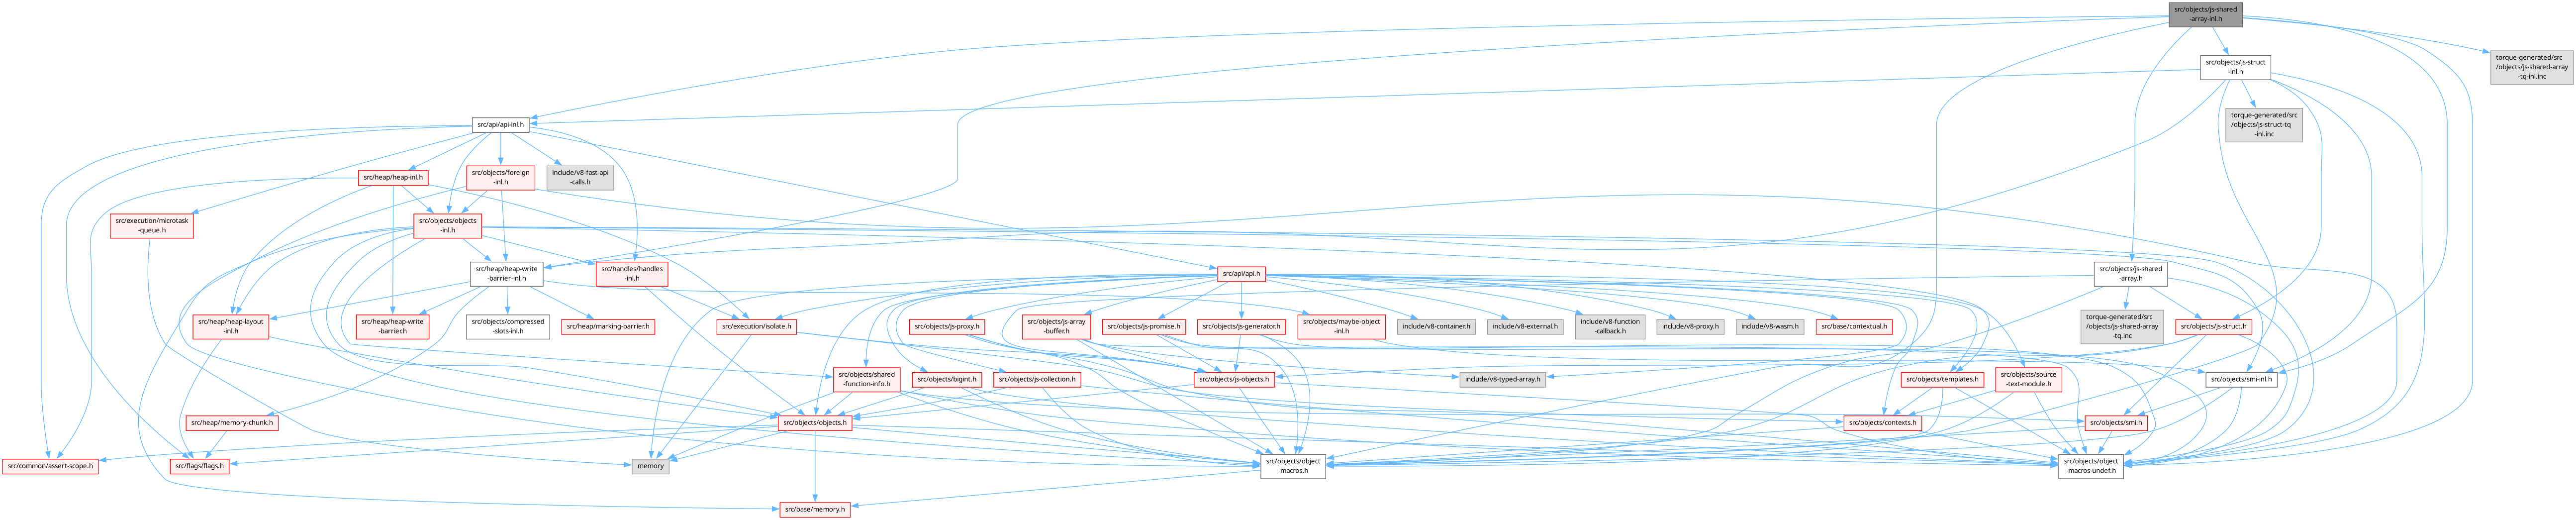 src/objects/js-shared
-array-inl.h
torque-generated/src
/objects/js-shared-array
-tq-inl.inc
src/objects/js-struct
-inl.h
torque-generated/src
/objects/js-struct-tq
-inl.inc
src/api/api-inl.h
src/heap/heap-inl.h
src/objects/foreign
-inl.h
include/v8-fast-api
-calls.h
src/execution/microtask
-queue.h
src/objects/objects
-inl.h
src/heap/heap-write
-barrier-inl.h
src/handles/handles
-inl.h
src/api/api.h
src/objects/js-shared
-array.h
src/heap/heap-layout
-inl.h
src/heap/heap-write
-barrier.h
src/objects/compressed
-slots-inl.h
src/heap/marking-barrier.h
src/execution/isolate.h
src/objects/js-proxy.h
src/objects/js-array
-buffer.h
src/objects/js-promise.h
src/objects/js-generator.h
src/objects/maybe-object
-inl.h
include/v8-container.h
include/v8-external.h
include/v8-function
-callback.h
include/v8-proxy.h
include/v8-wasm.h
src/base/contextual.h
torque-generated/src
/objects/js-shared-array
-tq.inc
src/objects/js-struct.h
src/objects/shared
-function-info.h
src/objects/bigint.h
src/objects/js-collection.h
src/objects/js-objects.h
include/v8-typed-array.h
src/objects/templates.h
src/objects/source
-text-module.h
src/objects/smi-inl.h
src/heap/memory-chunk.h
src/objects/objects.h
src/objects/contexts.h
src/objects/smi.h
src/common/assert-scope.h
src/flags/flags.h
memory
src/objects/object
-macros.h
src/objects/object
-macros-undef.h
src/base/memory.h